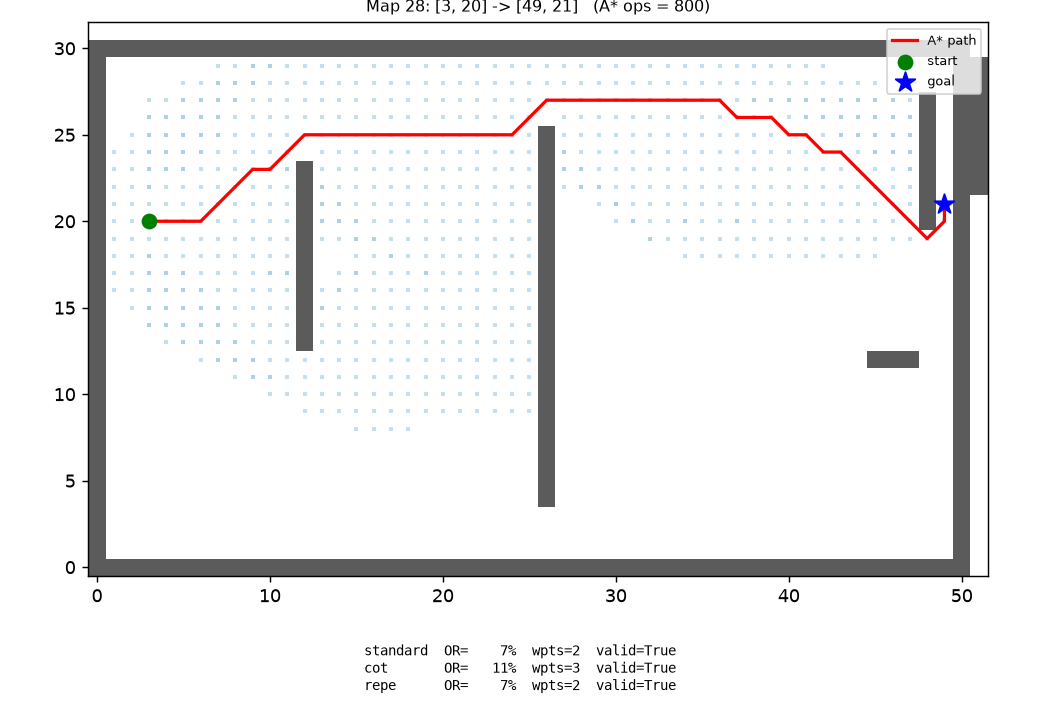 Map 28: [3, 20] -> [49, 21]   (A* ops = 800)
A* path
start
goal
30
25
20
15
10
5
0
0 10 20 30 40 50
standard  OR=    7%  wpts=2  valid=True
cot       OR=   11%  wpts=3  valid=True
repe      OR=    7%  wpts=2  valid=True